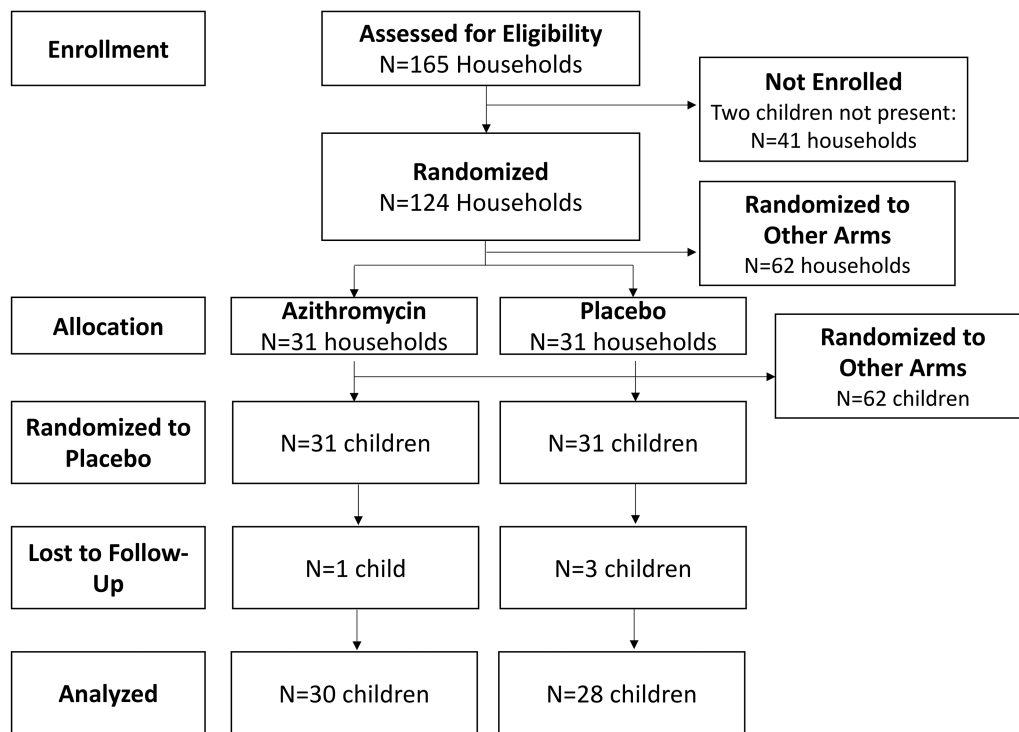 Enrollment
Assessed for Eligibility
N=165 Households
Not Enrolled
Two children not present:
N=41 households
Randomized
N=124 Households
Randomized to
Other Arms
N=62 households
Allocation
Azithromycin
N=31 households
Placebo
N=31 households
Randomized to
Other Arms
N=62 children
Randomized to
Placebo
N=31 children
N=31 children
Lost to Follow-
Up
N=1 child
N=3 children
Analyzed
N=30 children
N=28 children